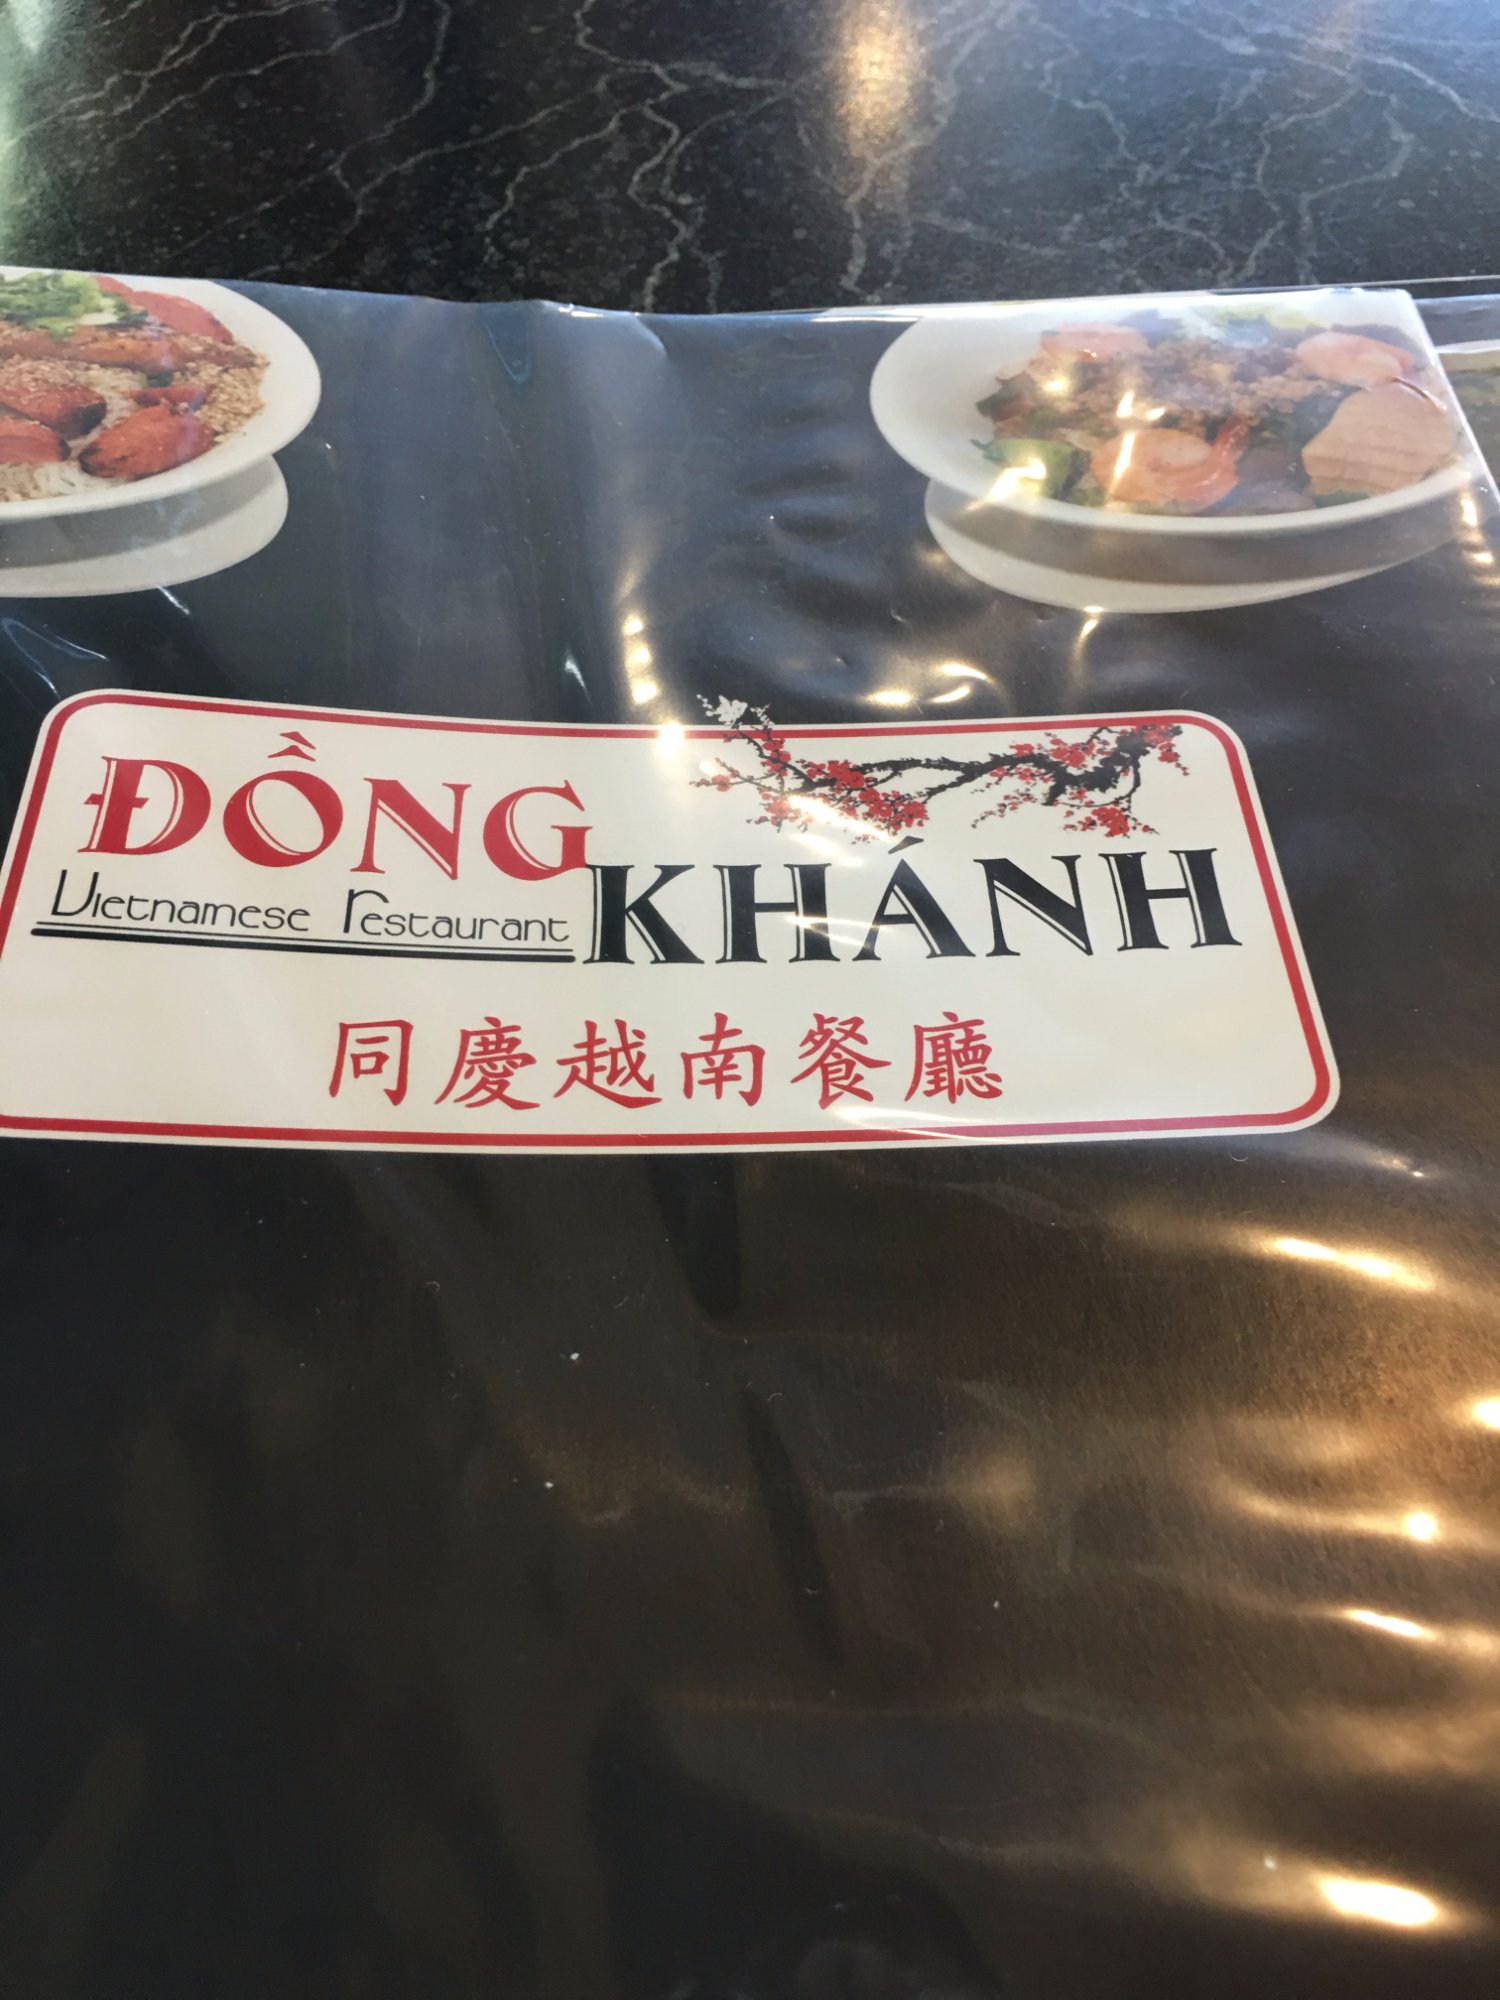 ĐỒNG
KHÁNH
Vietnamese restaurant
同慶越南餐廳